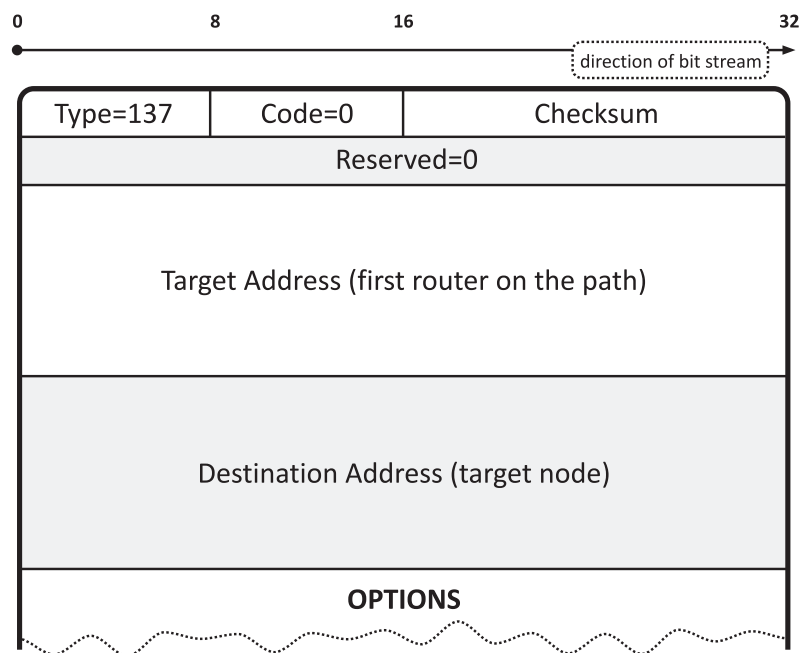 0 8 16 32
direction of bit stream
Type=137 Code=0 Checksum
Reserved=0
Target Address (first router on the path)
Destination Address (target node)
OPTIONS